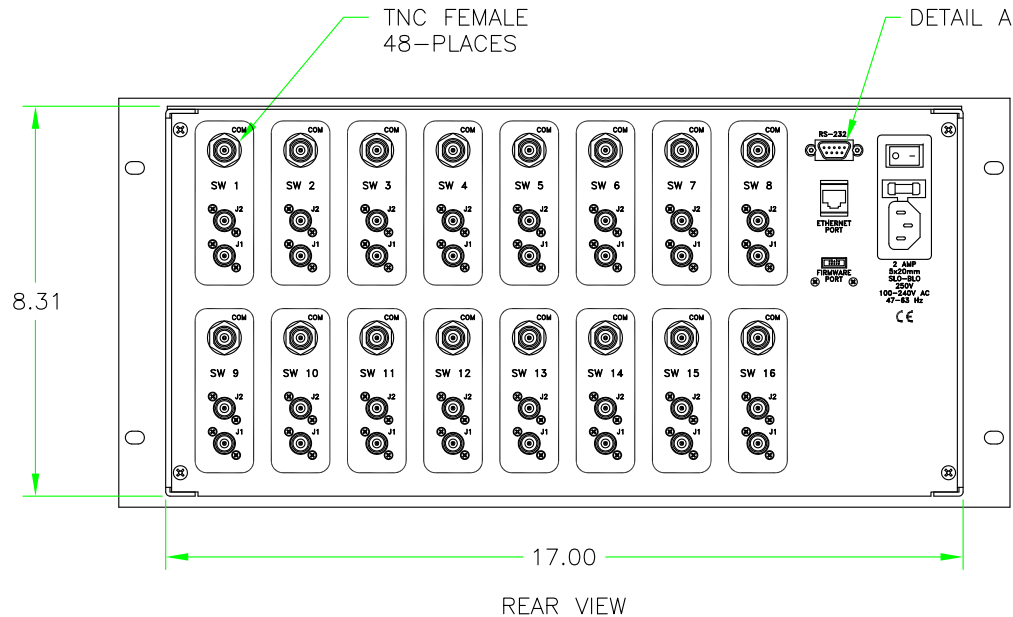 TNC FEMALE
48-PLACES
DETAIL A
COM COM COM COM COM COM COM COM
RS-232
SW 1 SW 2 SW 3 SW 4 SW 5 SW 6 SW 7 SW 8
J2 J2 J2 J2 J2 J2 J2 J2
ETHERNET
PORT
J1 J1 J1 J1 J1 J1 J1 J1
FIRMWARE
PORT
2 AMP
5x20mm
SLO-BLO
250V
100-240V AC
47-63 Hz
CE
8.31
COM COM COM COM COM COM COM COM
SW 9 SW 10 SW 11 SW 12 SW 13 SW 14 SW 15 SW 16
J2 J2 J2 J2 J2 J2 J2 J2
J1 J1 J1 J1 J1 J1 J1 J1
17.00
REAR VIEW